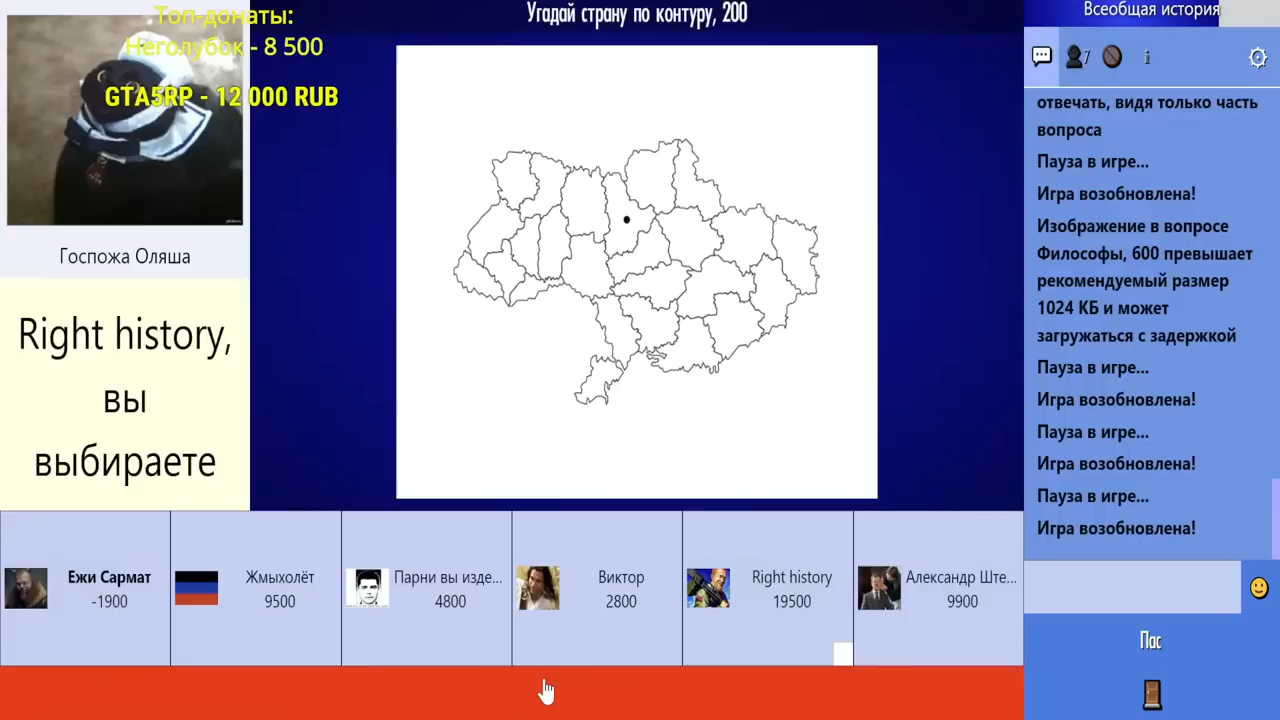 Топ-донаты:
Неголубок - 8 500
GTA5RP - 12 000 RUB
Госпожа Оляша
Right history,
вы
выбираете
Угадай страну по контуру, 200
Всеобщая история
7
i
отвечать, видя только часть
вопроса
Пауза в игре...
Игра возобновлена!
Изображение в вопросе
Философы, 600 превышает
рекомендуемый размер
1024 КБ и может
загружаться с задержкой
Пауза в игре...
Игра возобновлена!
Пауза в игре...
Игра возобновлена!
Пауза в игре...
Игра возобновлена!
Ежи Сармат
-1900
Жмыхолёт
9500
Парни вы изде...
4800
Виктор
2800
Right history
19500
Александр Ште...
9900
Пас